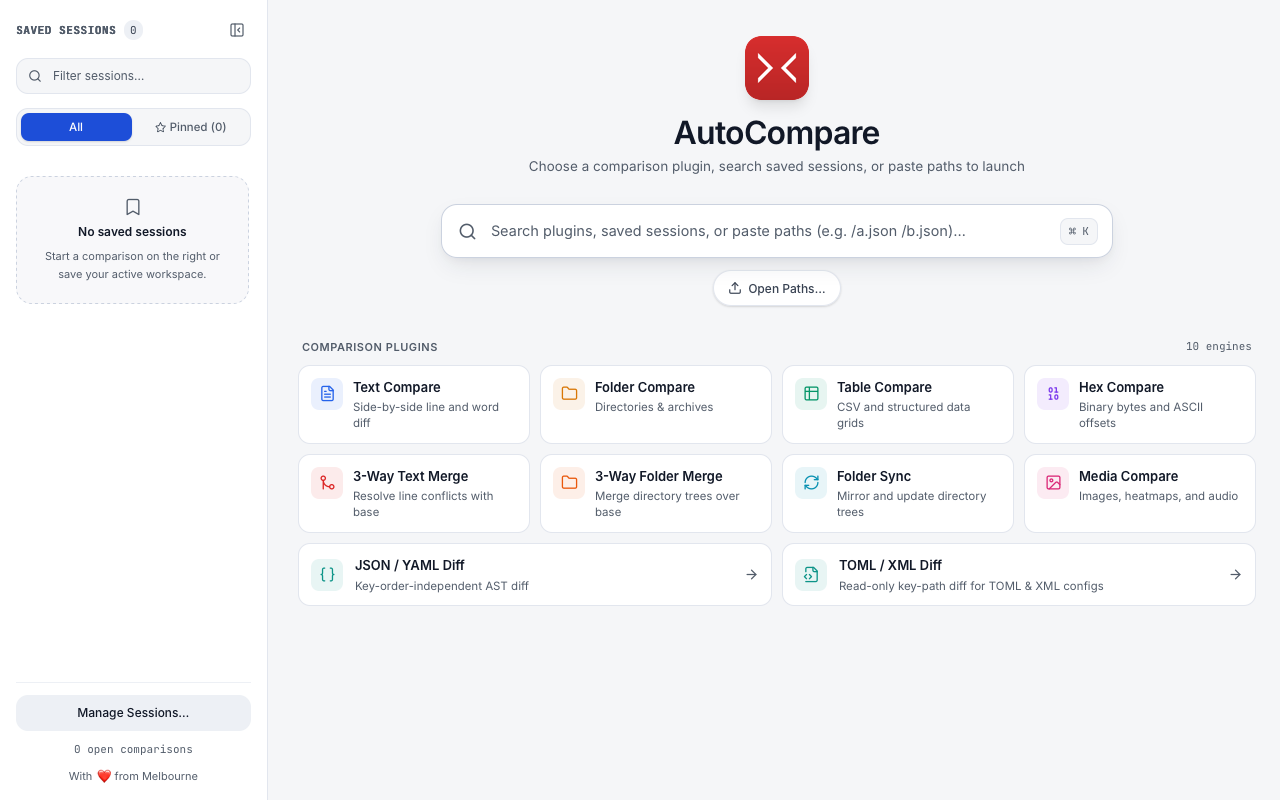 SAVED SESSIONS 0
Filter sessions...
All
Pinned (0)
No saved sessions
Start a comparison on the right or
save your active workspace.
Manage Sessions...
0 open comparisons
With ❤️ from Melbourne
AutoCompare
Choose a comparison plugin, search saved sessions, or paste paths to launch
Search plugins, saved sessions, or paste paths (e.g. /a.json /b.json)...
⌘ K
Open Paths...
COMPARISON PLUGINS
10 engines
Text Compare
Side-by-side line and word
diff
Folder Compare
Directories & archives
Table Compare
CSV and structured data
grids
01
10
Hex Compare
Binary bytes and ASCII
offsets
3-Way Text Merge
Resolve line conflicts with
base
3-Way Folder Merge
Merge directory trees over
base
Folder Sync
Mirror and update directory
trees
Media Compare
Images, heatmaps, and audio
JSON / YAML Diff
Key-order-independent AST diff
TOML / XML Diff
Read-only key-path diff for TOML & XML configs